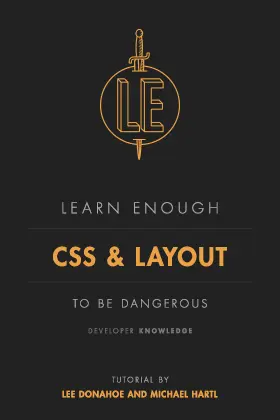 LE
LEARN ENOUGH
CSS & LAYOUT
TO BE DANGEROUS
DEVELOPER KNOWLEDGE
TUTORIAL BY
LEE DONAHOE AND MICHAEL HARTL